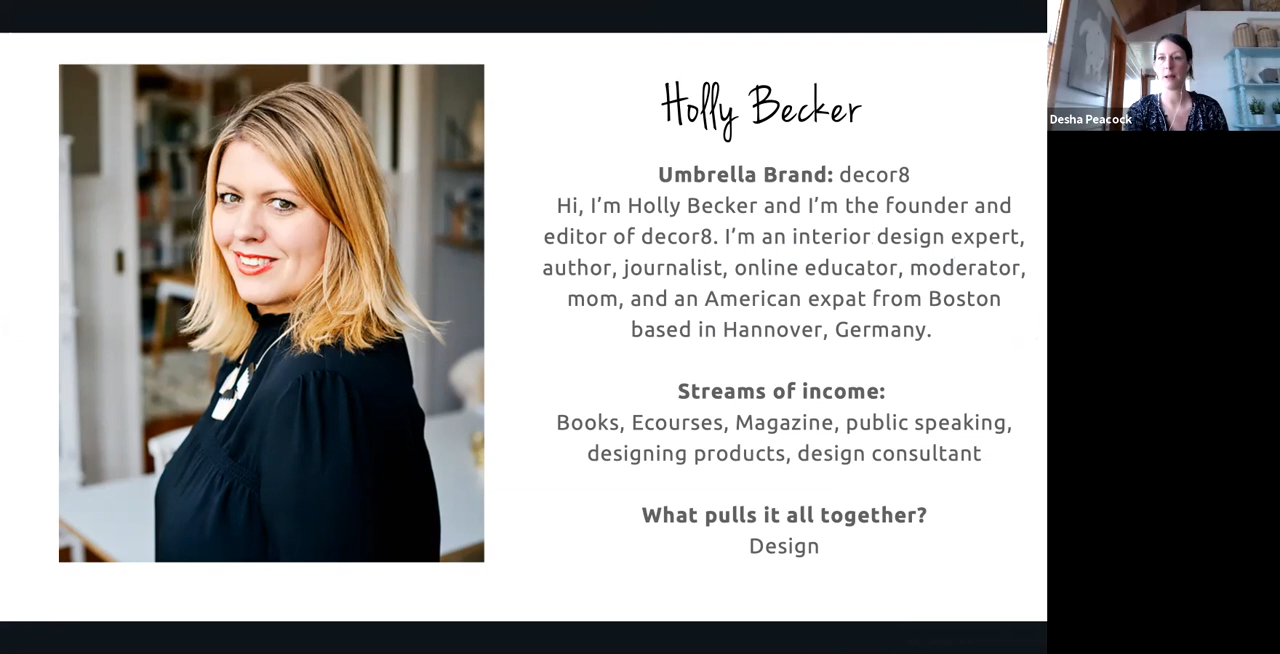 Holly Becker
Umbrella Brand: decor8
Hi, I’m Holly Becker and I’m the founder and
editor of decor8. I’m an interior design expert,
author, journalist, online educator, moderator,
mom, and an American expat from Boston
based in Hannover, Germany.
Streams of income:
Books, Ecourses, Magazine, public speaking,
designing products, design consultant
What pulls it all together?
Design
Desha Peacock